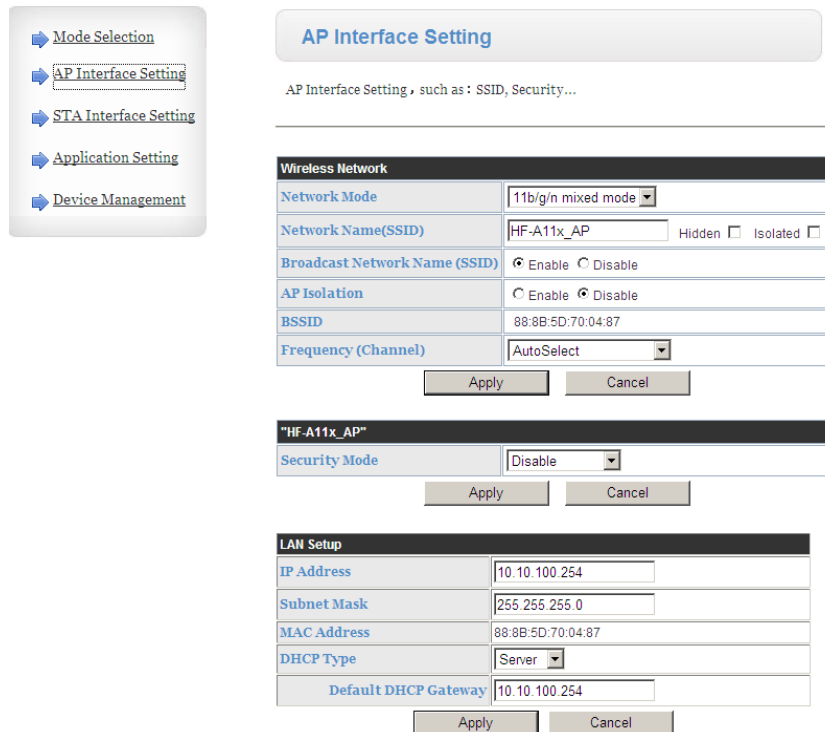 Mode Selection
AP Interface Setting
STA Interface Setting
Application Setting
Device Management
AP Interface Setting
AP Interface Setting , such as : SSID, Security...
Wireless Network
Network Mode 11b/g/n mixed mode
Network Name(SSID) HF-A11x_AP Hidden Isolated
Broadcast Network Name (SSID) Enable Disable
AP Isolation Enable Disable
BSSID 88:8B:5D:70:04:87
Frequency (Channel) AutoSelect
Apply Cancel
"HF-A11x_AP"
Security Mode Disable
Apply Cancel
LAN Setup
IP Address 10.10.100.254
Subnet Mask 255.255.255.0
MAC Address 88:8B:5D:70:04:87
DHCP Type Server
Default DHCP Gateway 10.10.100.254
Apply Cancel